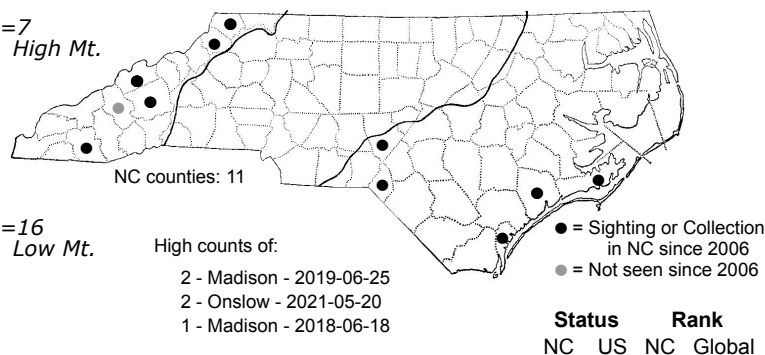 =7
High Mt.
NC counties: 11
=16
Low Mt.
High counts of:
2 - Madison - 2019-06-25
2 - Onslow - 2021-05-20
1 - Madison - 2018-06-18
● = Sighting or Collection
in NC since 2006
● = Not seen since 2006
Status Rank
NC US NC Global